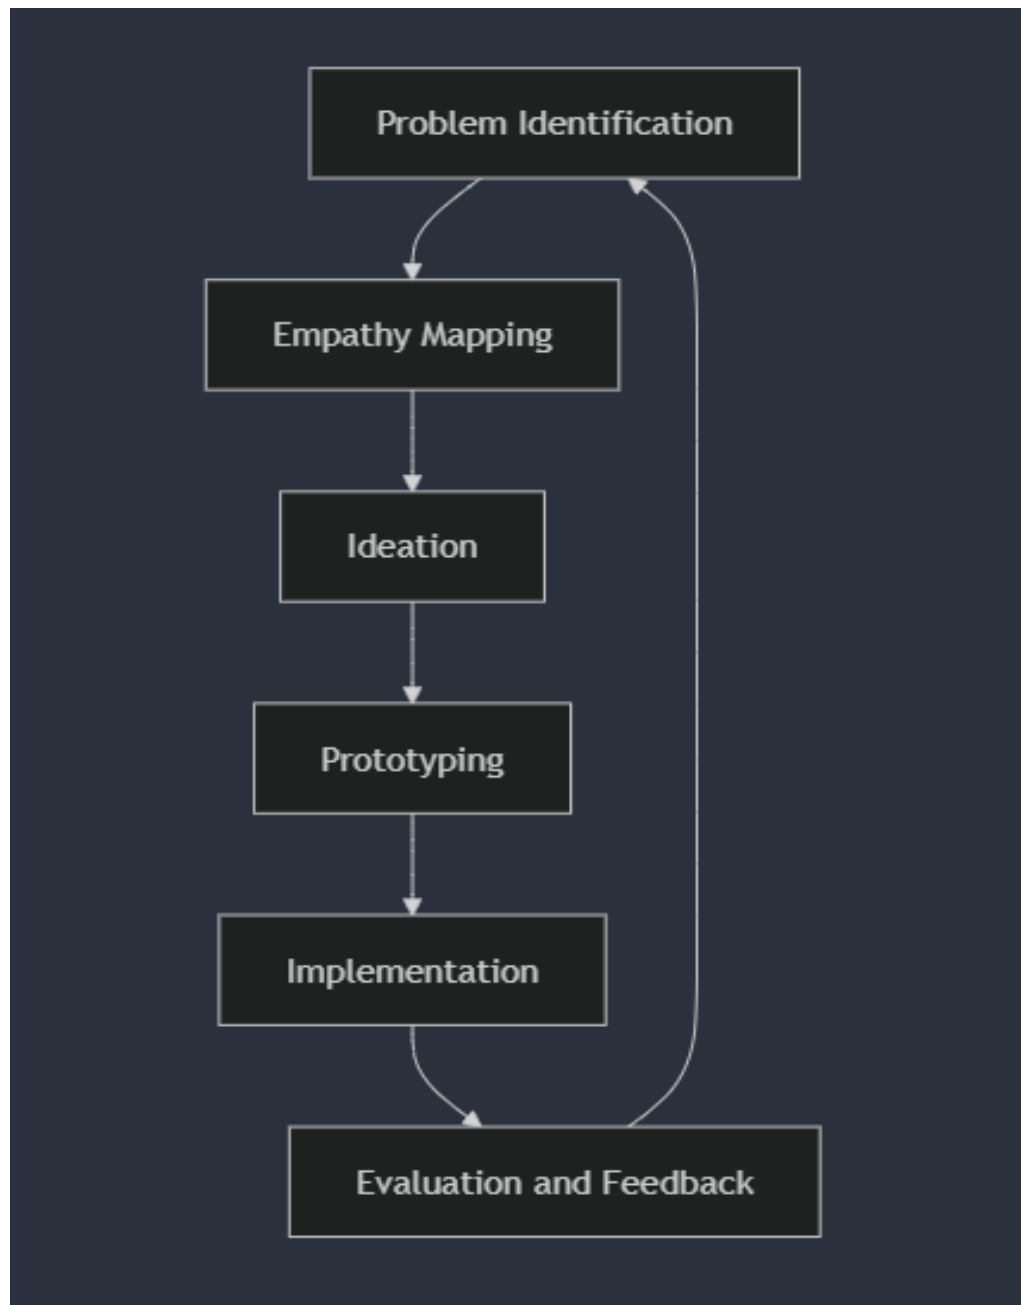 Problem Identification
Empathy Mapping
Ideation
Prototyping
Implementation
Evaluation and Feedback